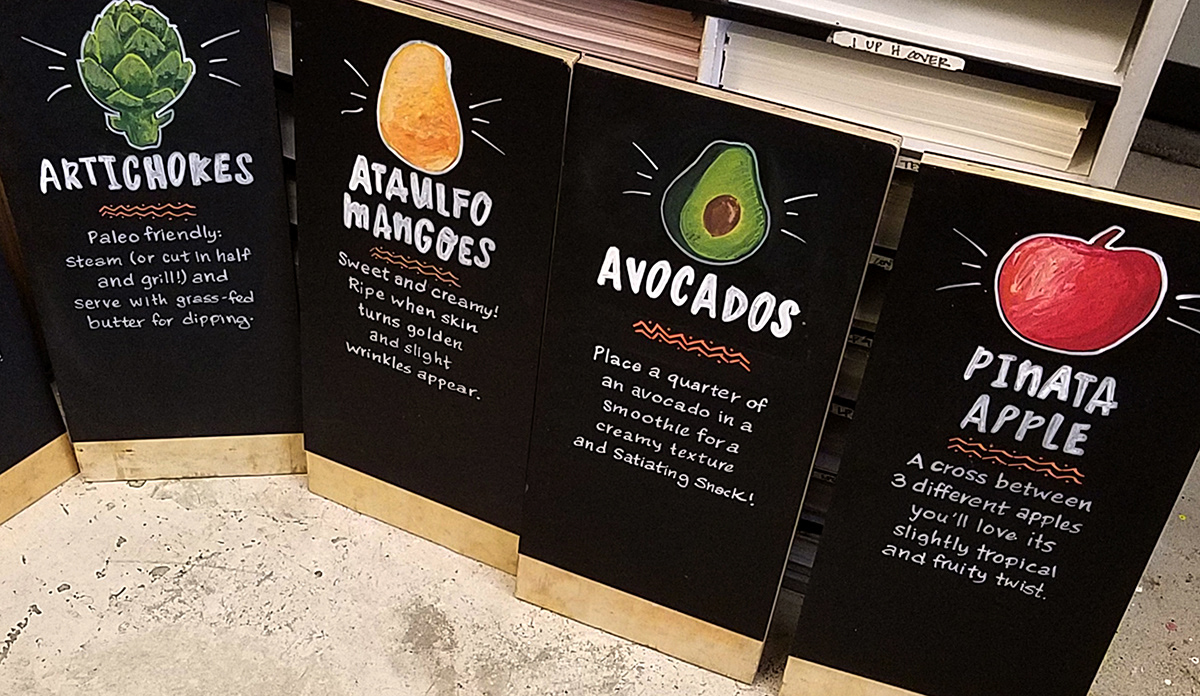 1 UP H COVER
ARTICHOKES
Paleo friendly:
Steam (or cut in half
and grill!) and
serve with grass-fed
butter for dipping.
ATAULFO
MANGOES
Sweet and creamy!
Ripe when skin
turns golden
and slight
wrinkles appear.
AVOCADOS
Place a quarter of
an avocado in a
smoothie for a
creamy texture
and Satiating Snack!
PINATA
APPLE
A cross between
3 different apples
you'll love its
slightly tropical
and fruity twist.